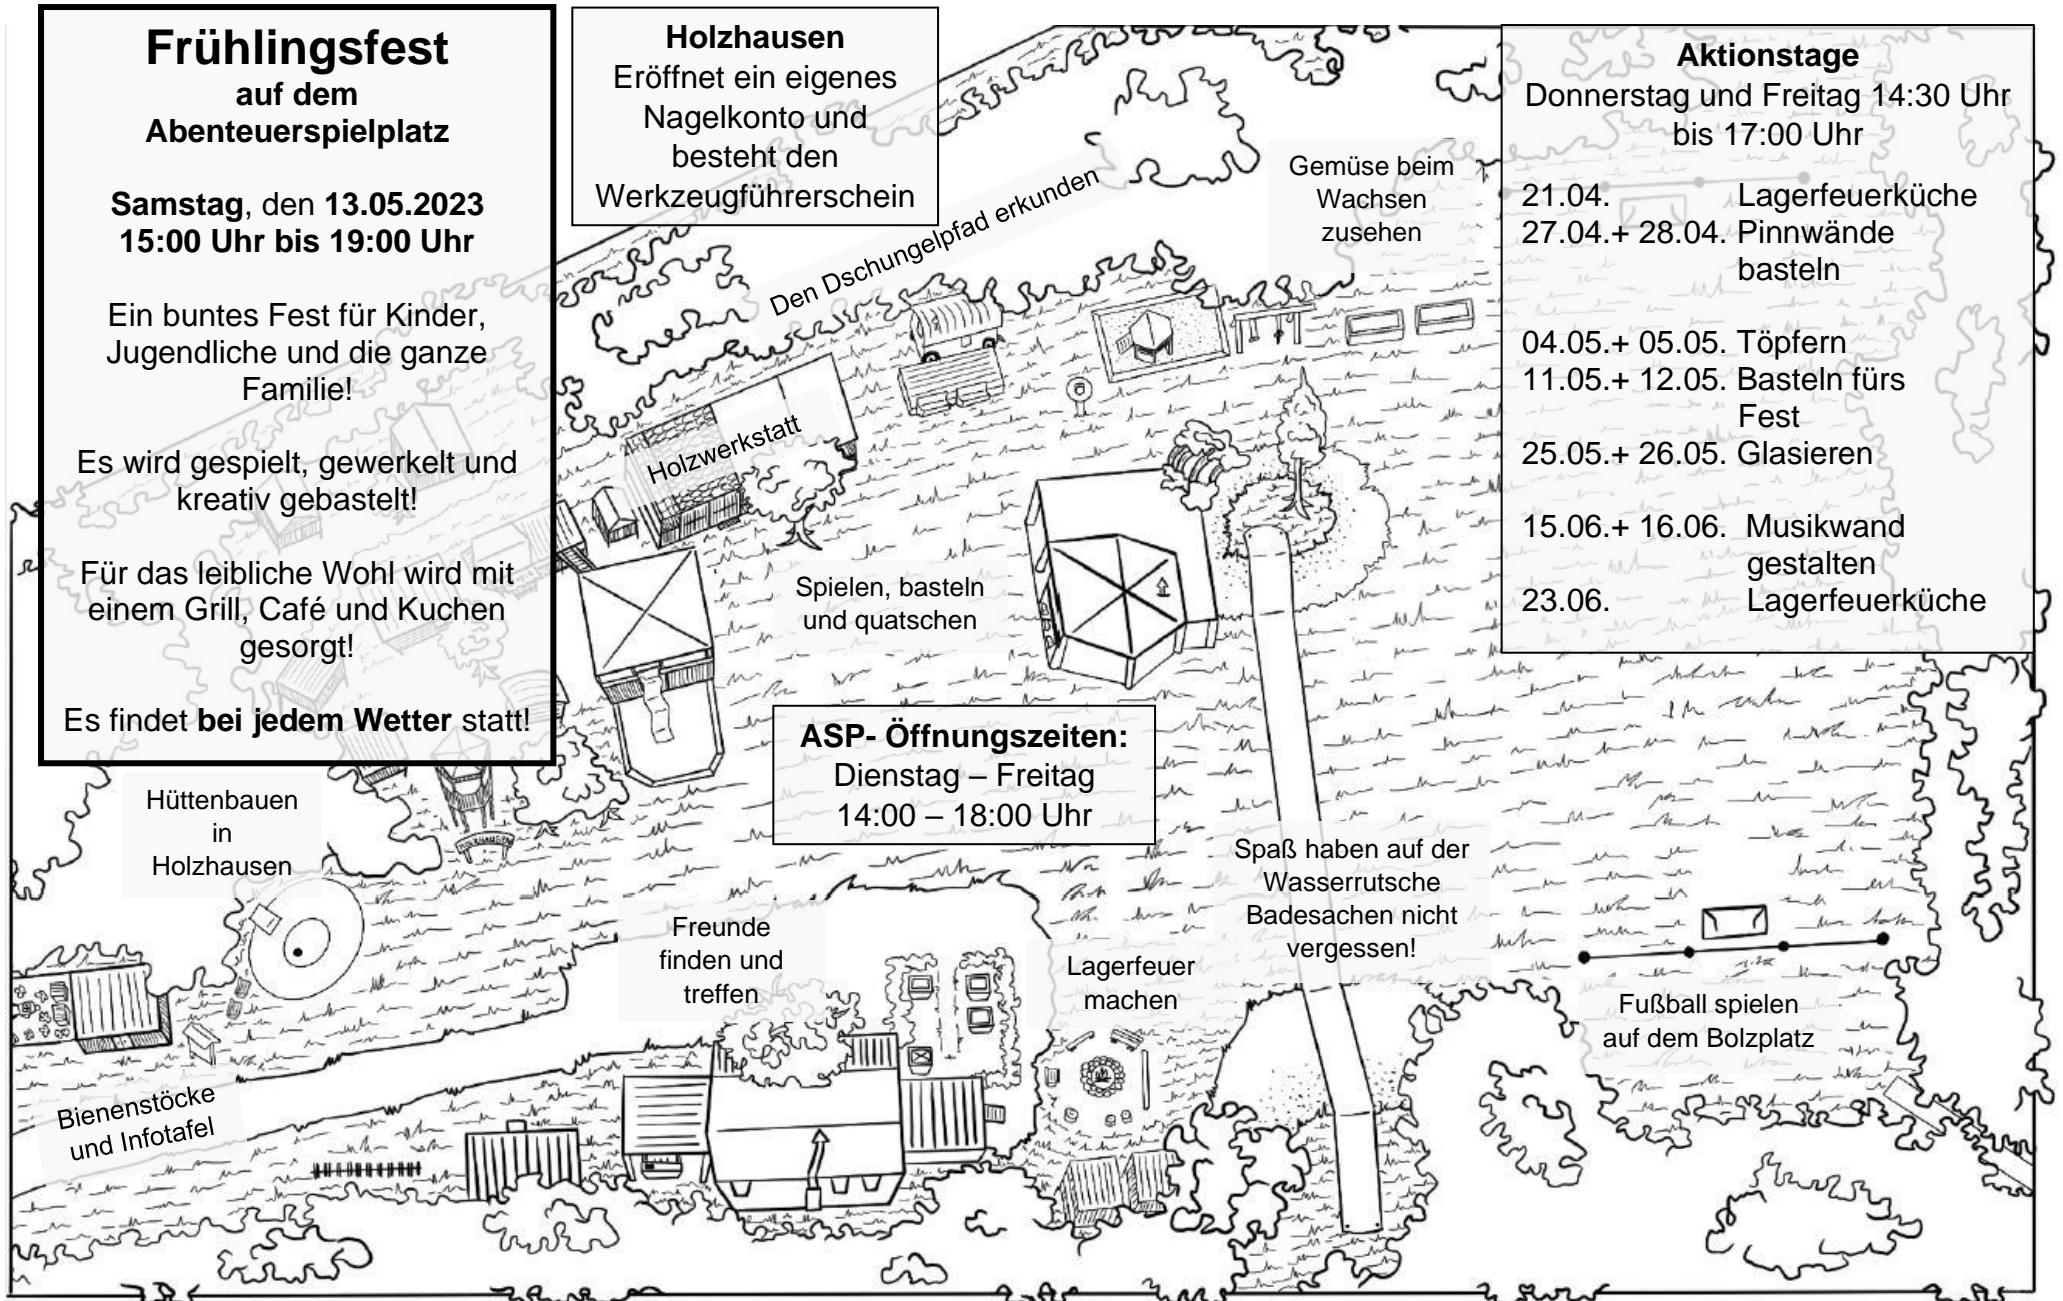 Frühlingsfest
auf dem
Abenteuerspielplatz
Samstag, den 13.05.2023
15:00 Uhr bis 19:00 Uhr
Ein buntes Fest für Kinder,
Jugendliche und die ganze
Familie!
Es wird gespielt, gewerkelt und
kreativ gebastelt!
Für das leibliche Wohl wird mit
einem Grill, Café und Kuchen
gesorgt!
Es findet bei jedem Wetter statt!
Holzhausen
Eröffnet ein eigenes
Nagelkonto und
besteht den
Werkzeugführerschein
Den Dschungelpfad erkunden
Gemüse beim
Wachsen
zusehen
Aktionstage
Donnerstag und Freitag 14:30 Uhr
bis 17:00 Uhr
21.04. Lagerfeuerküche
27.04.+ 28.04. Pinnwände
basteln
04.05.+ 05.05. Töpfern
11.05.+ 12.05. Basteln fürs
Fest
25.05.+ 26.05. Glasieren
15.06.+ 16.06. Musikwand
gestalten
23.06. Lagerfeuerküche
Holzwerkstatt
Spielen, basteln
und quatschen
ASP- Öffnungszeiten:
Dienstag – Freitag
14:00 – 18:00 Uhr
Hüttenbauen
in
Holzhausen
HOLZHAUSEN
Freunde
finden und
treffen
Lagerfeuer
machen
Spaß haben auf der
Wasserrutsche
Badesachen nicht
vergessen!
Fußball spielen
auf dem Bolzplatz
Bienenstöcke
und Infotafel